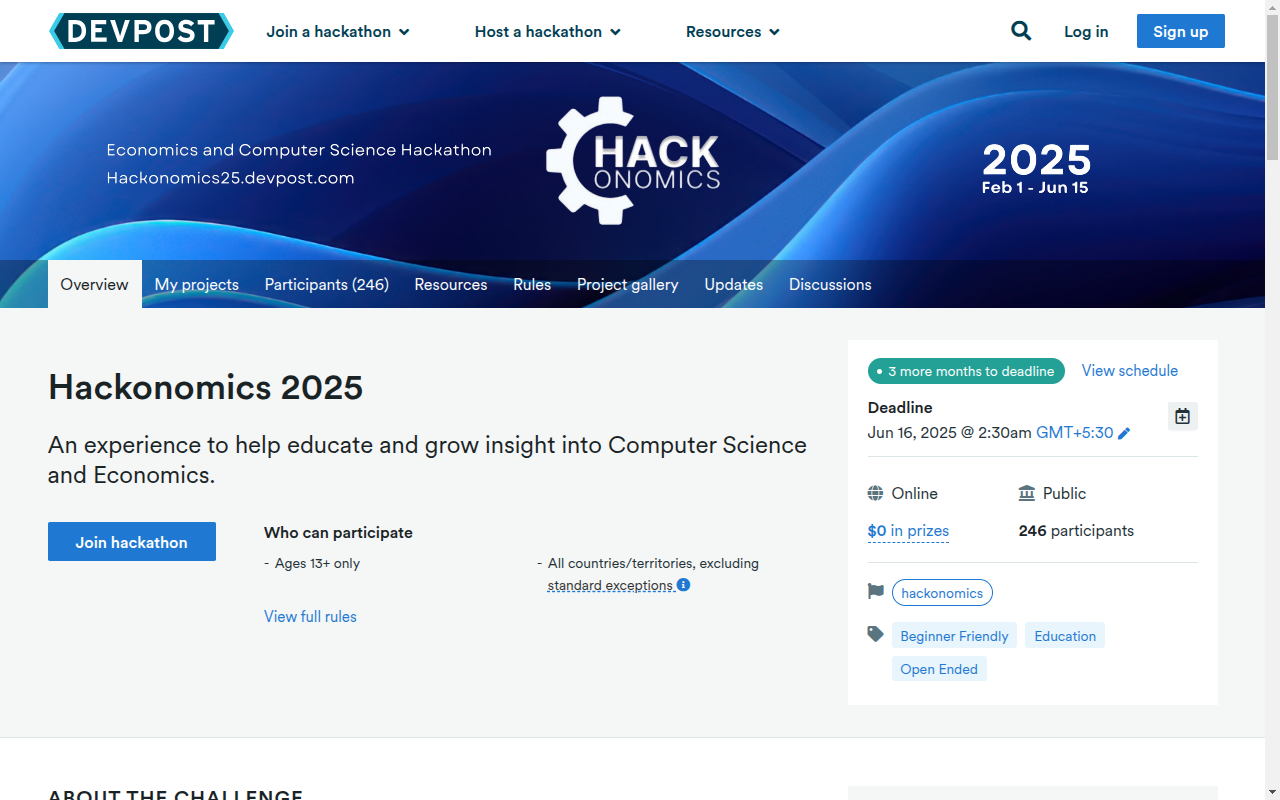 DEVPOST
Join a hackathon
Host a hackathon
Resources
Log in
Sign up
Economics and Computer Science Hackathon
Hackonomics25.devpost.com
HACK
ONOMICS
2025
Feb 1 - Jun 15
Overview
My projects
Participants (246)
Resources
Rules
Project gallery
Updates
Discussions
Hackonomics 2025
An experience to help educate and grow insight into Computer Science
and Economics.
Join hackathon
Who can participate
- Ages 13+ only
- All countries/territories, excluding
standard exceptions
View full rules
3 more months to deadline
View schedule
Deadline
Jun 16, 2025 @ 2:30am GMT+5:30
Online
Public
$0 in prizes
246 participants
hackonomics
Beginner Friendly
Education
Open Ended
ABOUT THE CHALLENGE